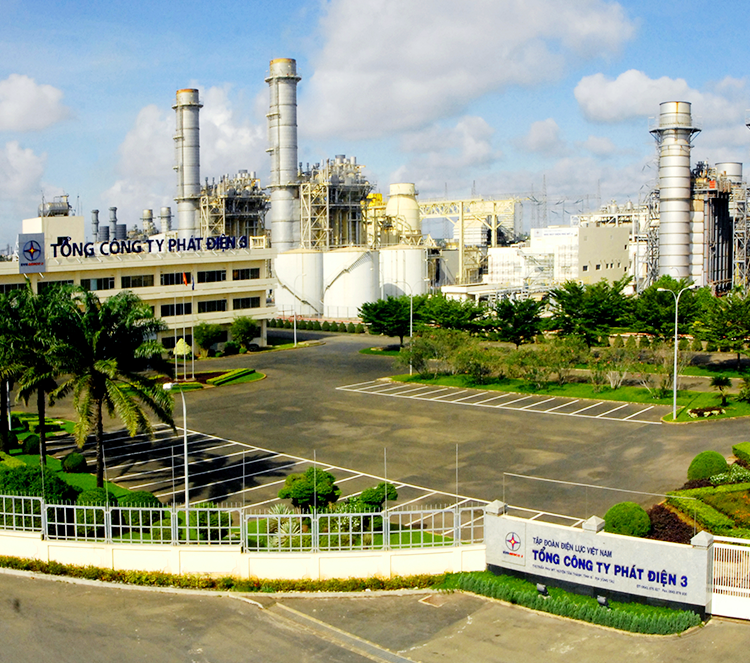 TỔNG CÔNG TY PHÁT ĐIỆN 3
TẬP ĐOÀN ĐIỆN LỰC VIỆT NAM
TỔNG CÔNG TY PHÁT ĐIỆN 3